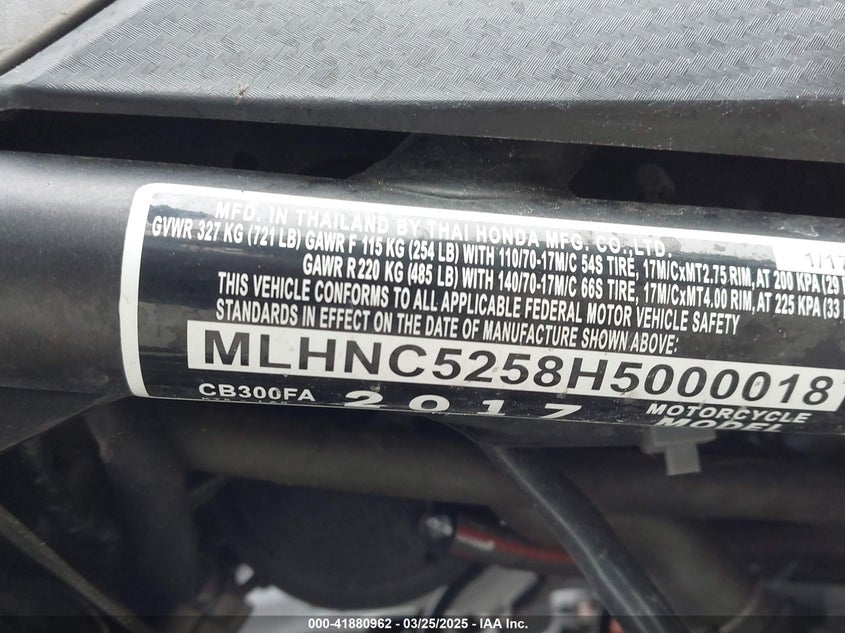 MFD. IN THAILAND BY THAI HONDA MFG. CO.,LTD. 1/17
GVWR 327 KG (721 LB) GAWR F 115 KG (254 LB) WITH 110/70-17M/C 54S TIRE, 17M/CxMT2.75 RIM, AT 200 KPA (29
GAWR R 220 KG (485 LB) WITH 140/70-17M/C 66S TIRE, 17M/CxMT4.00 RIM, AT 225 KPA (33
THIS VEHICLE CONFORMS TO ALL APPLICABLE FEDERAL MOTOR VEHICLE SAFETY
STANDARDS IN EFFECT ON THE DATE OF MANUFACTURE SHOWN ABOVE:
MLHNC5258H5000018
CB300FA 2017 MOTORCYCLE
MODEL
000-41880962 — 03/25/2025 — IAA Inc.